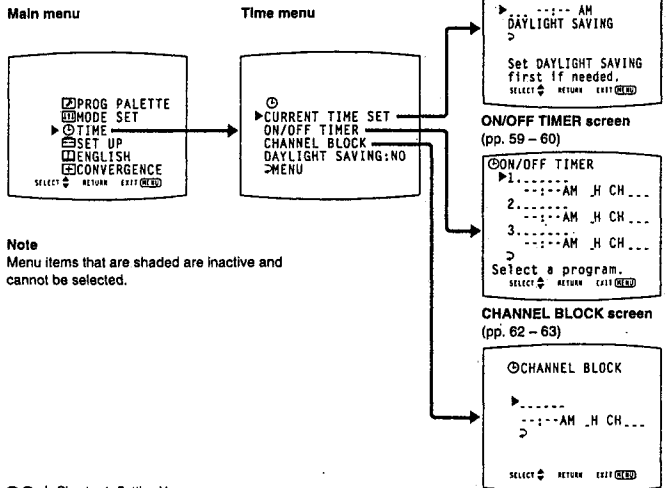 Main menu
PROG PALETTE
MODE SET
TIME
SET UP
ENGLISH
CONVERGENCE
SELECT RETURN EXIT MENU
Note
Menu items that are shaded are inactive and
cannot be selected.
Time menu
CURRENT TIME SET
ON/OFF TIMER
CHANNEL BLOCK
DAYLIGHT SAVING:NO
MENU
--:-- AM
DAYLIGHT SAVING
Set DAYLIGHT SAVING
first if needed.
SELECT RETURN EXIT MENU
ON/OFF TIMER screen
(pp. 59 – 60)
ON/OFF TIMER
1.______
--:--AM _H CH___
2.______
--:--AM _H CH___
3.______
--:--AM _H CH___
Select a program.
SELECT RETURN EXIT MENU
CHANNEL BLOCK screen
(pp. 62 – 63)
CHANNEL BLOCK
--:--AM _H CH___
SELECT RETURN EXIT MENU